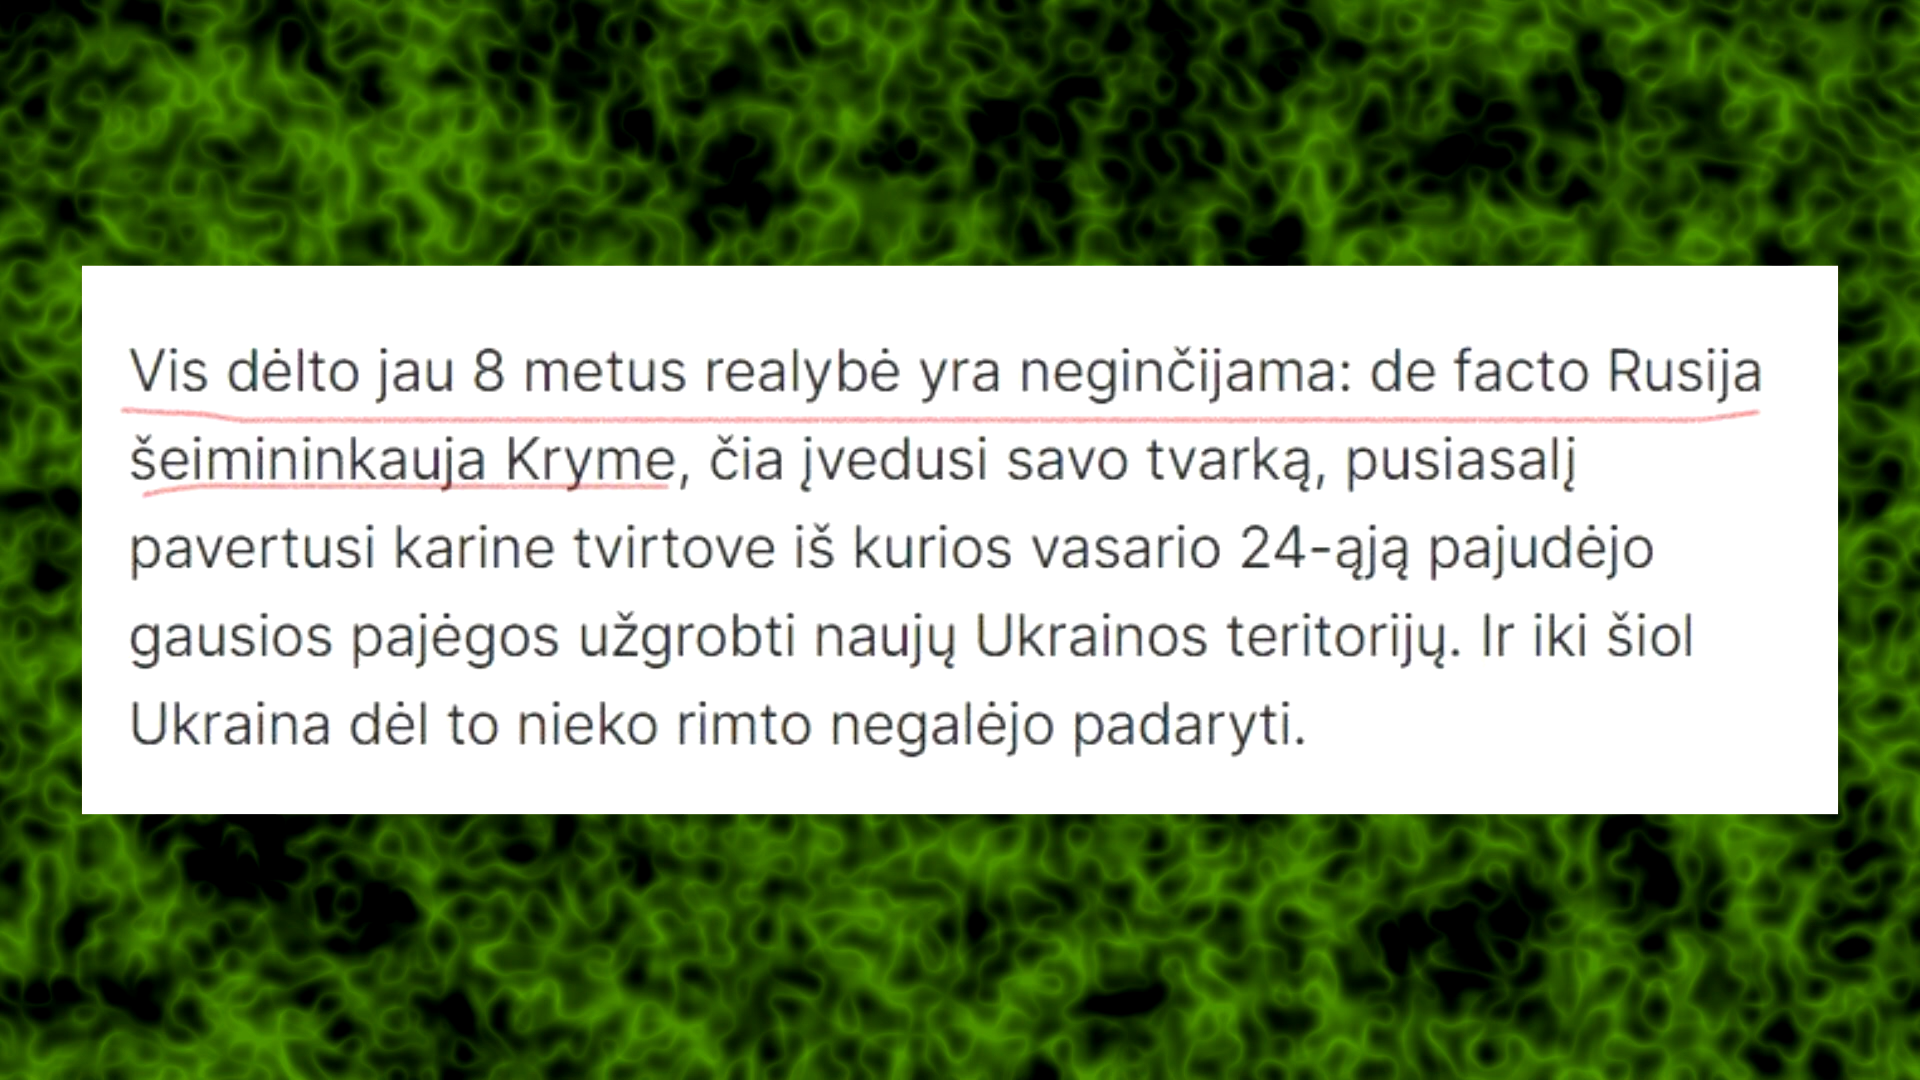 Vis dėlto jau 8 metus realybė yra neginčijama: de facto Rusija
šeimininkauja Kryme, čia įvedusi savo tvarką, pusiasalį
pavertusi karine tvirtove iš kurios vasario 24-ąją pajudėjo
gausios pajėgos užgrobti naujų Ukrainos teritorijų. Ir iki šiol
Ukraina dėl to nieko rimto negalėjo padaryti.